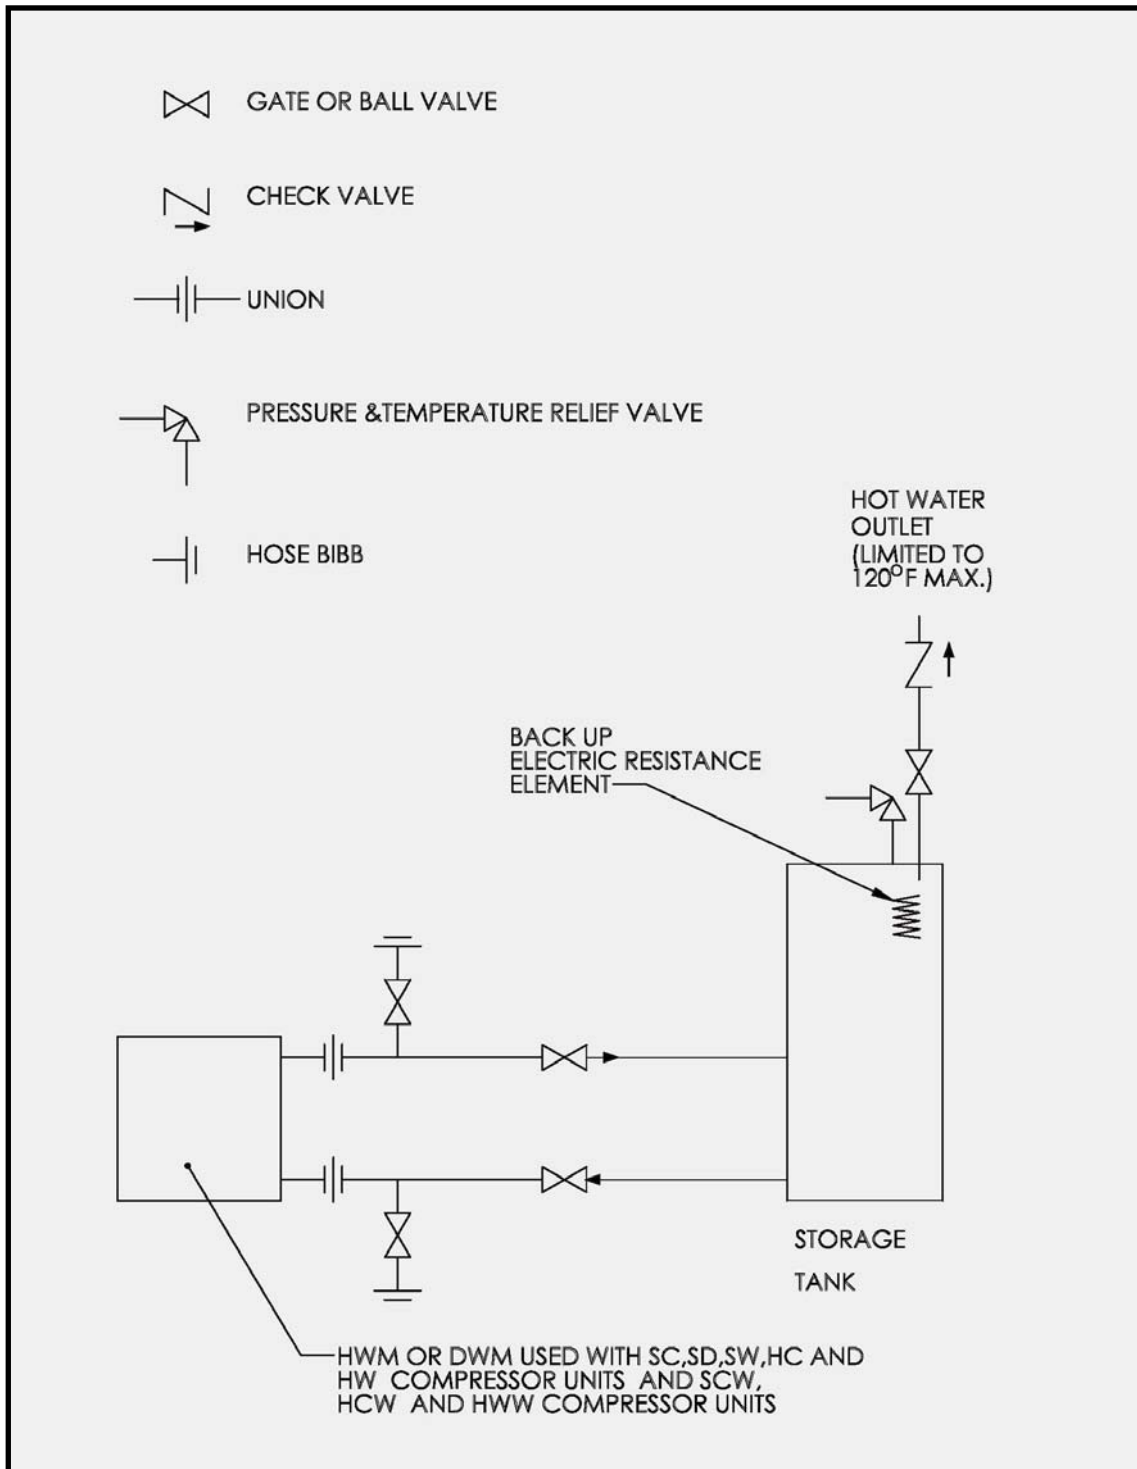 GATE OR BALL VALVE
CHECK VALVE
UNION
PRESSURE &TEMPERATURE RELIEF VALVE
HOSE BIBB
HOT WATER
OUTLET
(LIMITED TO
120°F MAX.)
BACK UP
ELECTRIC RESISTANCE
ELEMENT
STORAGE
TANK
HWM OR DWM USED WITH SC,SD,SW,HC AND
HW COMPRESSOR UNITS AND SCW,
HCW AND HWW COMPRESSOR UNITS